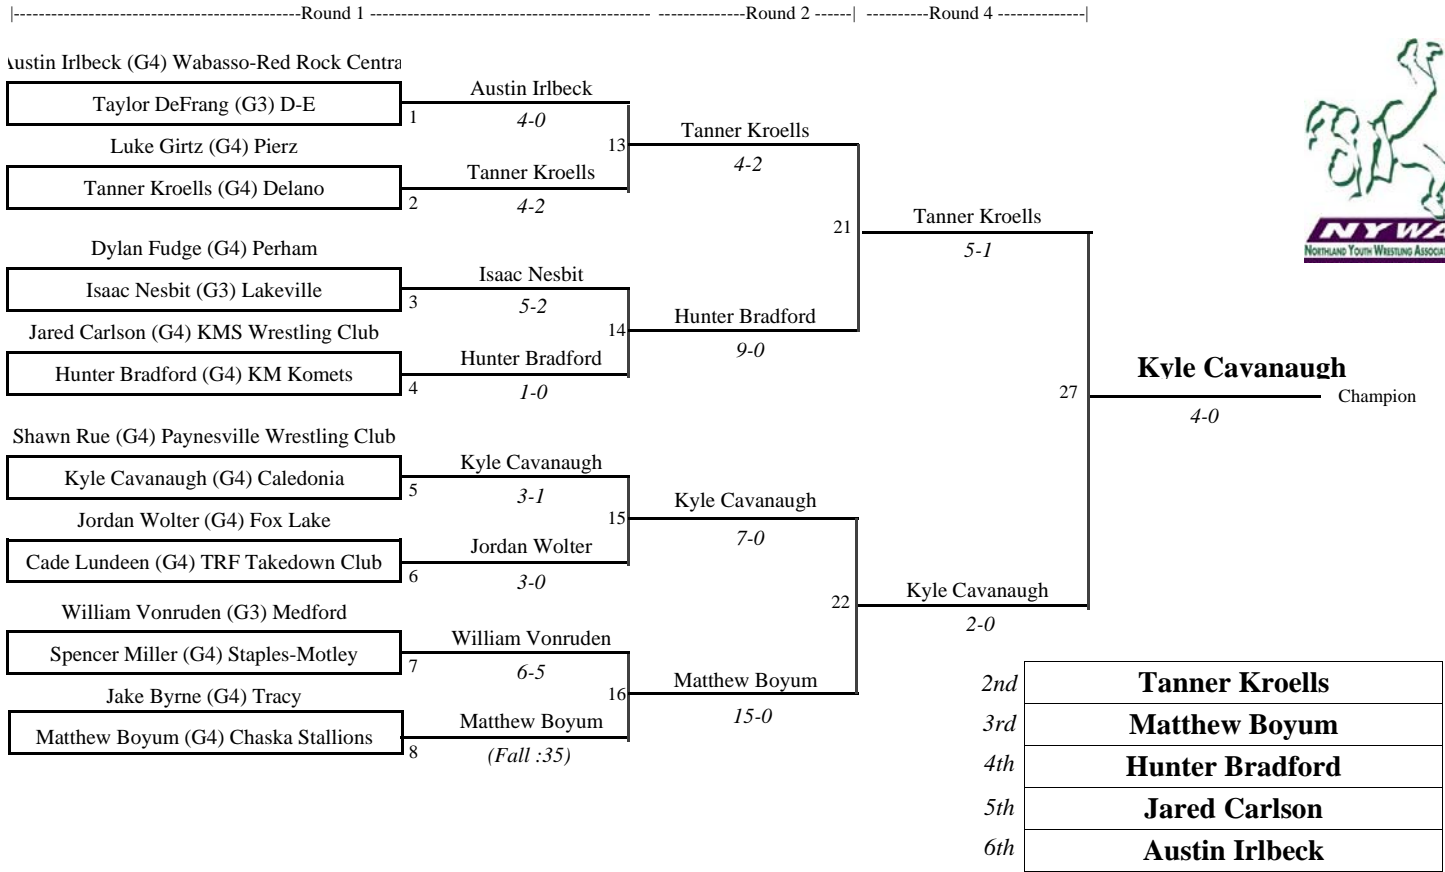 |-----------------------------------------------Round 1 ---------------------------------------------- --------------Round 2 ------| ----------Round 4 --------------|
Austin Irlbeck (G4) Wabasso-Red Rock Centra
Taylor DeFrang (G3) D-E
1
Austin Irlbeck
4-0
Luke Girtz (G4) Pierz
Tanner Kroells (G4) Delano
2
Tanner Kroells
4-2
13
Tanner Kroells
4-2
Dylan Fudge (G4) Perham
Isaac Nesbit (G3) Lakeville
3
Isaac Nesbit
5-2
Jared Carlson (G4) KMS Wrestling Club
Hunter Bradford (G4) KM Komets
4
Hunter Bradford
1-0
14
Hunter Bradford
9-0
21
Tanner Kroells
5-1
Shawn Rue (G4) Paynesville Wrestling Club
Kyle Cavanaugh (G4) Caledonia
5
Kyle Cavanaugh
3-1
Jordan Wolter (G4) Fox Lake
Cade Lundeen (G4) TRF Takedown Club
6
Jordan Wolter
3-0
15
Kyle Cavanaugh
7-0
William Vonruden (G3) Medford
Spencer Miller (G4) Staples-Motley
7
William Vonruden
6-5
Jake Byrne (G4) Tracy
Matthew Boyum (G4) Chaska Stallions
8
Matthew Boyum
(Fall :35)
16
Matthew Boyum
15-0
22
Kyle Cavanaugh
2-0
27
Kyle Cavanaugh
Champion
4-0
NYWA
Northland Youth Wrestling Associat
2nd Tanner Kroells
3rd Matthew Boyum
4th Hunter Bradford
5th Jared Carlson
6th Austin Irlbeck